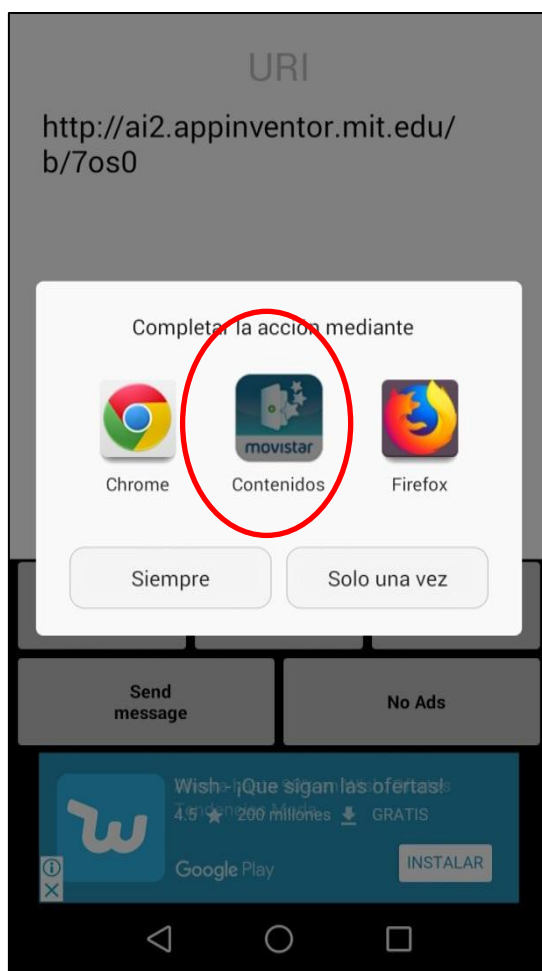 URI
http://ai2.appinventor.mit.edu/
b/7os0
Completar la acción mediante
movistar
Chrome
Contenidos
Firefox
Siempre
Solo una vez
Send
message
No Ads
Wish - ¡Que sigan las ofertas!
4.5 ★ 200 millones GRATIS
Google Play
INSTALAR